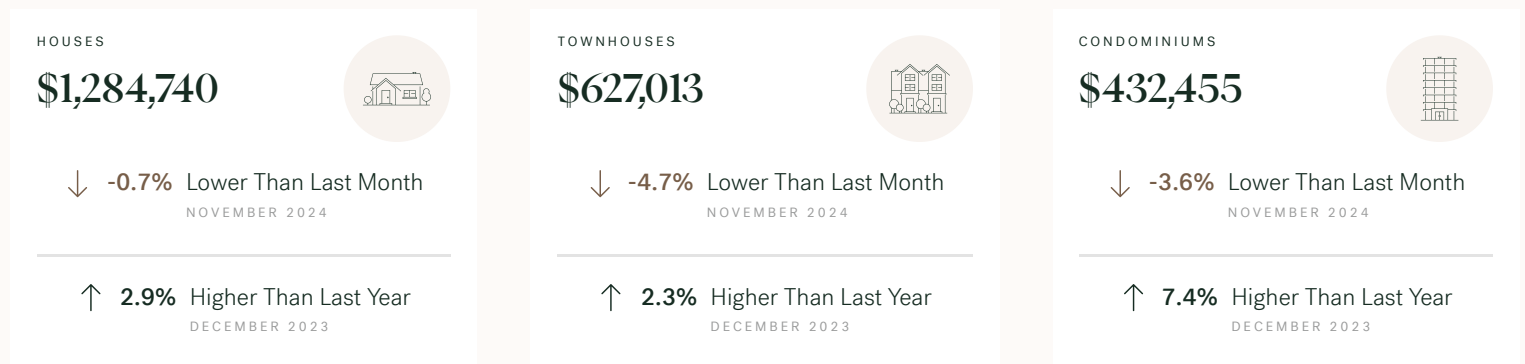 HOUSES
$1,284,740
-0.7% Lower Than Last Month
NOVEMBER 2024
2.9% Higher Than Last Year
DECEMBER 2023
TOWNHOUSES
$627,013
-4.7% Lower Than Last Month
NOVEMBER 2024
2.3% Higher Than Last Year
DECEMBER 2023
CONDOMINIUMS
$432,455
-3.6% Lower Than Last Month
NOVEMBER 2024
7.4% Higher Than Last Year
DECEMBER 2023